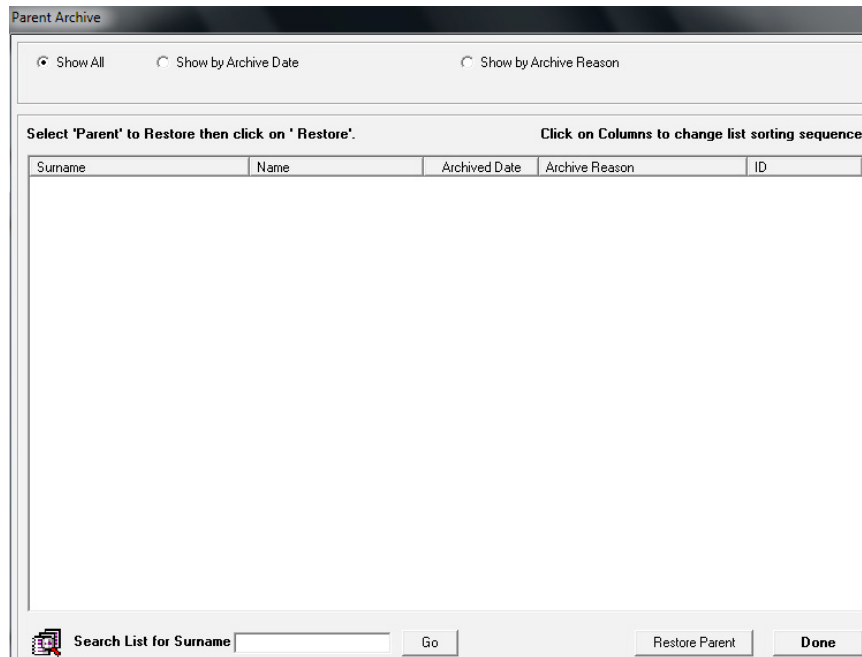 Parent Archive
Show All Show by Archive Date Show by Archive Reason
Select 'Parent' to Restore then click on ' Restore'. Click on Columns to change list sorting sequence
Surname Name Archived Date Archive Reason ID
Search List for Surname Go Restore Parent Done